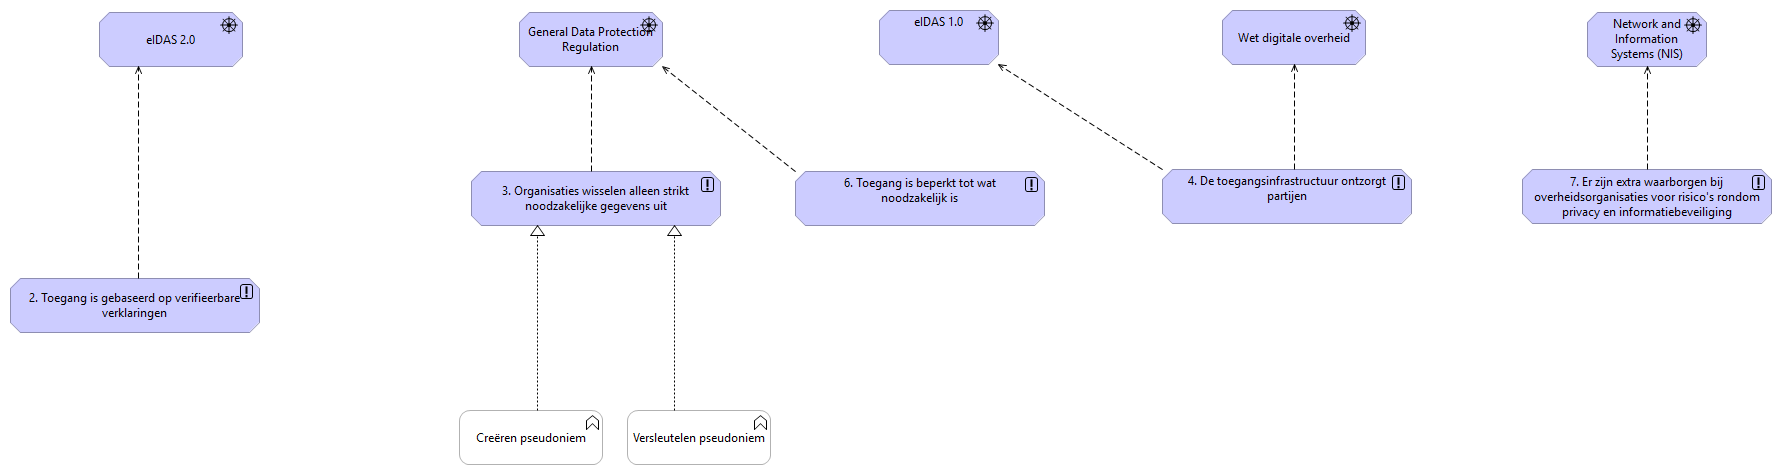 eIDAS 2.0
General Data Protection
Regulation
eIDAS 1.0
Wet digitale overheid
Network and
Information
Systems (NIS)
3. Organisaties wisselen alleen strikt
noodzakelijke gegevens uit
6. Toegang is beperkt tot wat
noodzakelijk is
4. De toegangsinfrastructuur ontzorgt
partijen
7. Er zijn extra waarborgen bij
overheidsorganisaties voor risico's rondom
privacy en informatiebeveiliging
2. Toegang is gebaseerd op verifieerbare
verklaringen
Creëren pseudoniem
Versleutelen pseudoniem